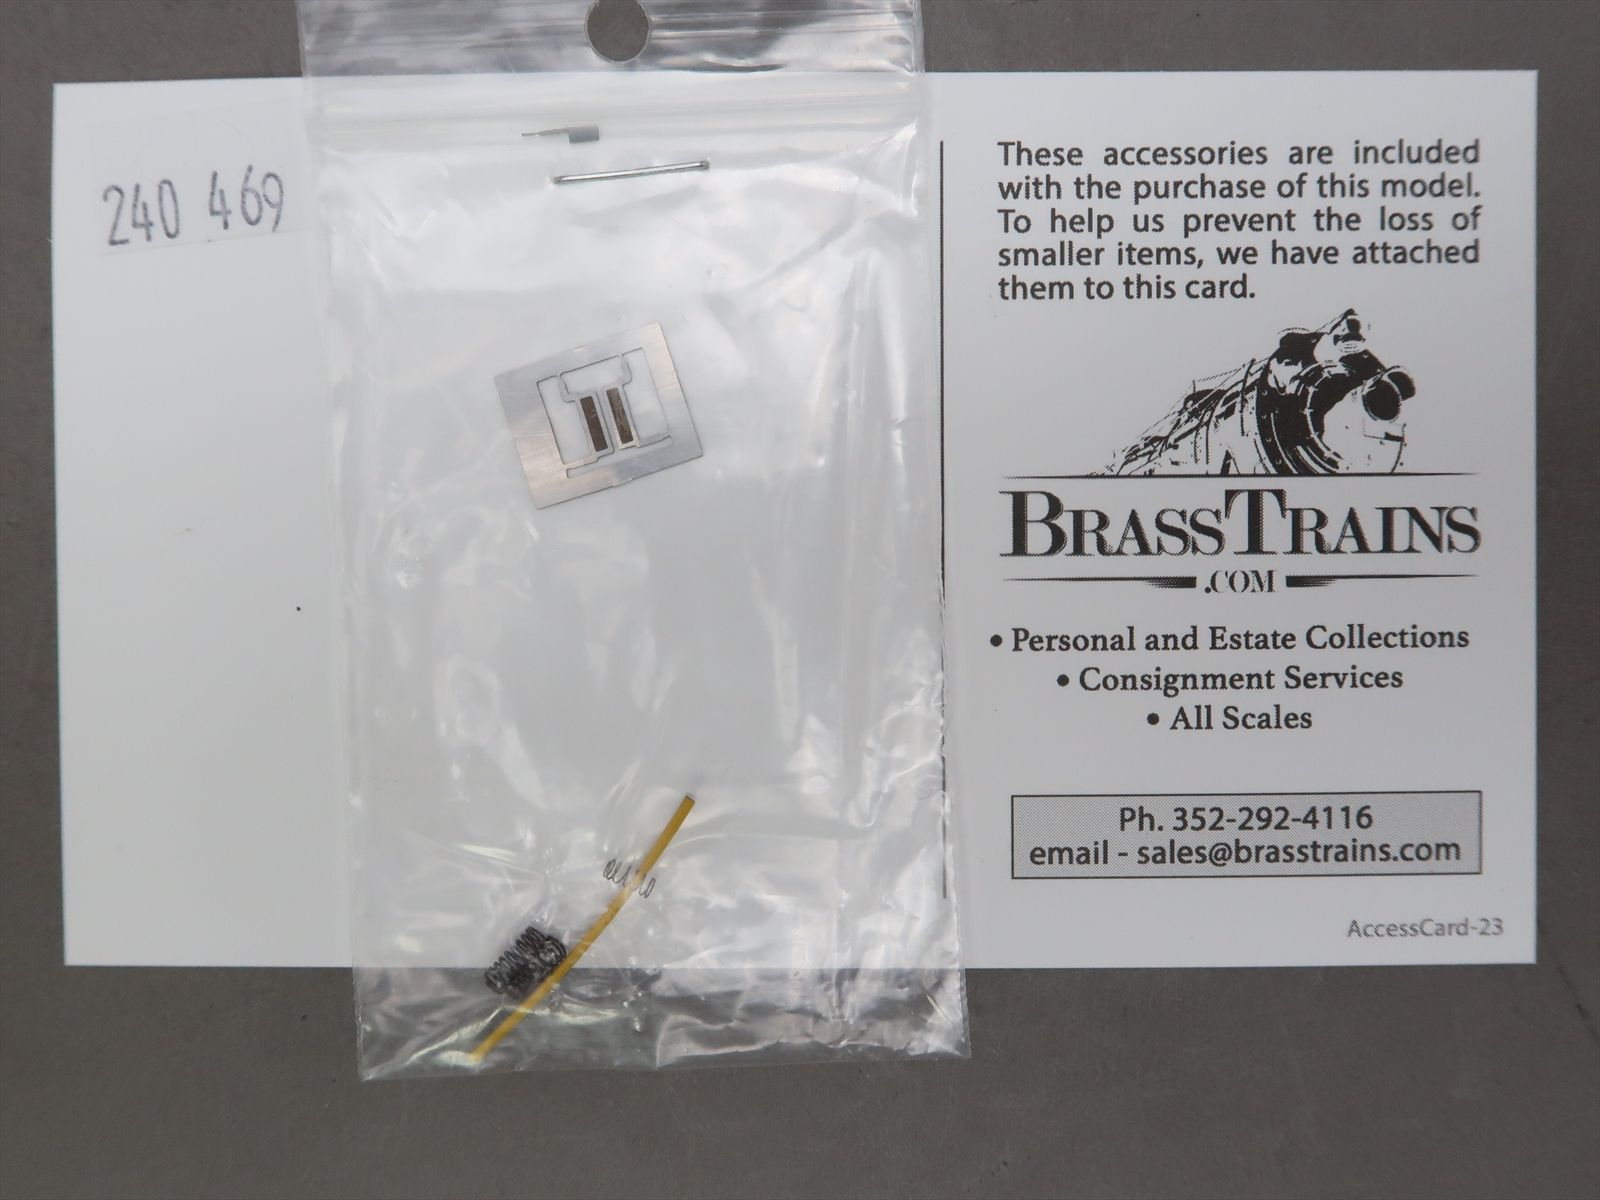 240 469
These accessories are included
with the purchase of this model.
To help us prevent the loss of
smaller items, we have attached
them to this card.
BRASSTRAINS
.COM
• Personal and Estate Collections
• Consignment Services
• All Scales
Ph. 352-292-4116
email - sales@brasstrains.com
AccessCard-23